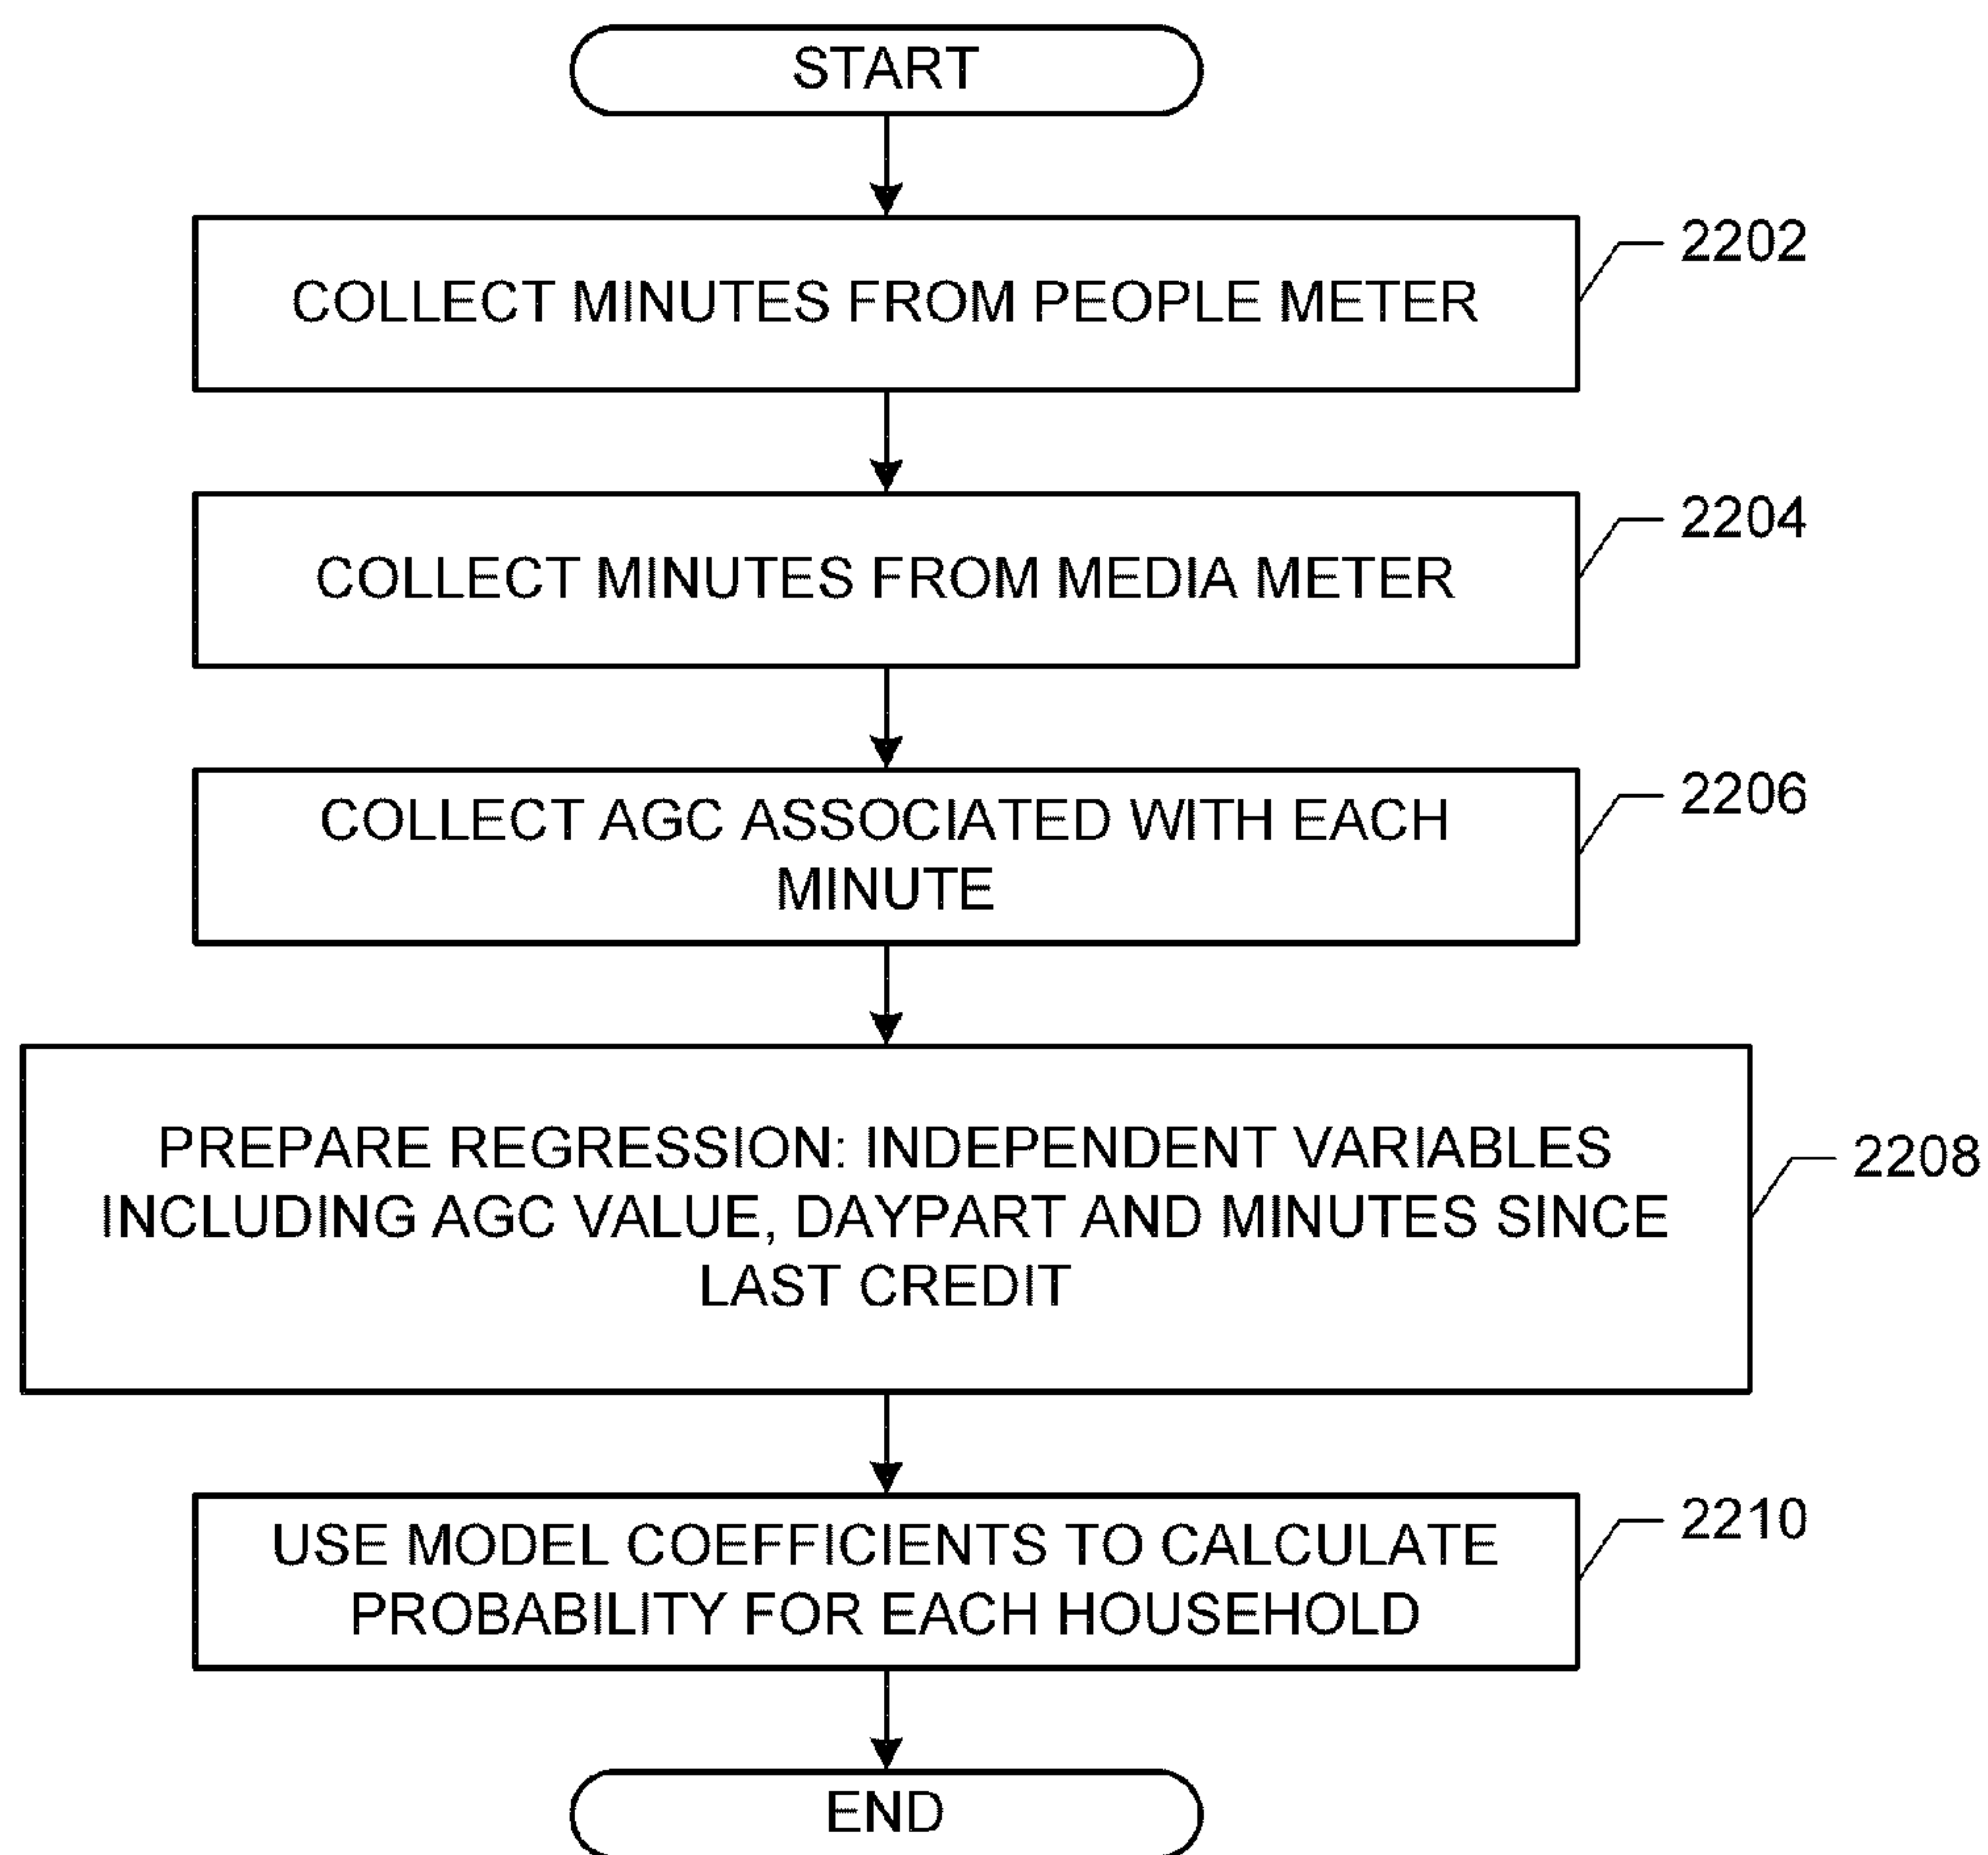 START
COLLECT MINUTES FROM PEOPLE METER
2202
COLLECT MINUTES FROM MEDIA METER
2204
COLLECT AGC ASSOCIATED WITH EACH
MINUTE
2206
PREPARE REGRESSION: INDEPENDENT VARIABLES
INCLUDING AGC VALUE, DAYPART AND MINUTES SINCE
LAST CREDIT
2208
USE MODEL COEFFICIENTS TO CALCULATE
PROBABILITY FOR EACH HOUSEHOLD
2210
END